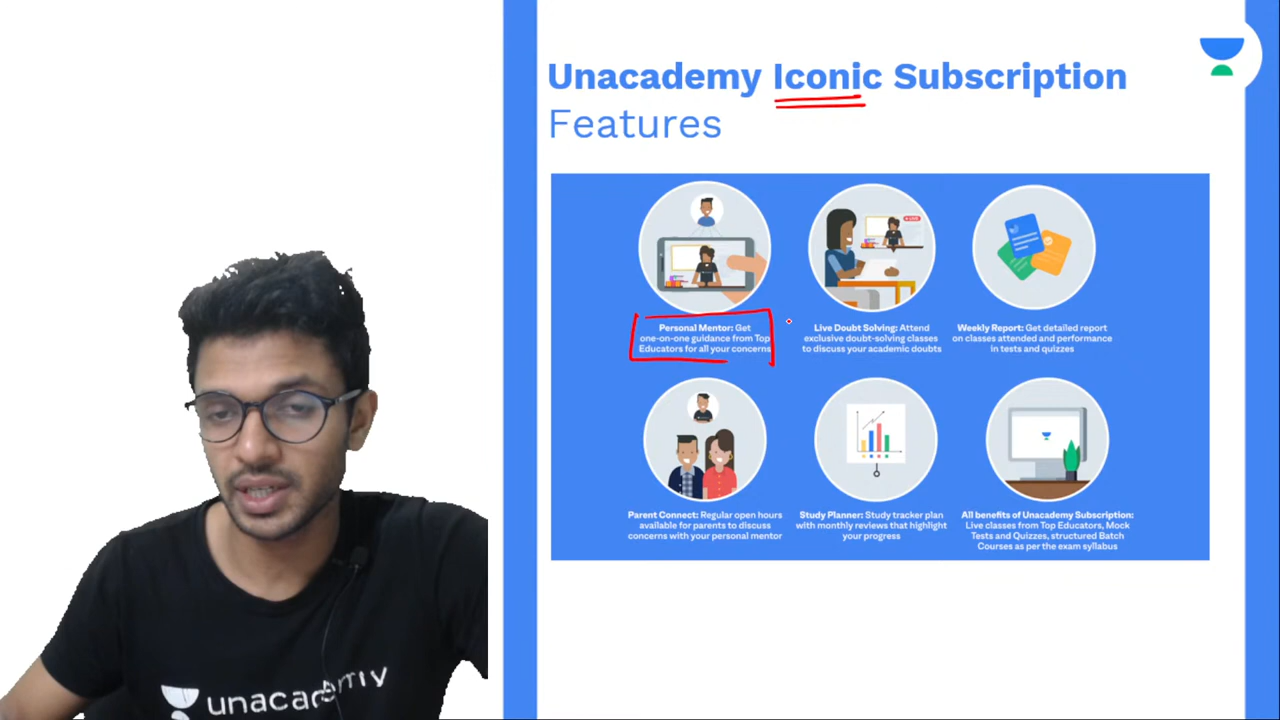 Unacademy Iconic Subscription
Features
LIVE
Personal Mentor: Get
one-on-one guidance from Top
Educators for all your concerns
Live Doubt Solving: Attend
exclusive doubt-solving classes
to discuss your academic doubts
Weekly Report: Get detailed report
on classes attended and performance
in tests and quizzes
Parent Connect: Regular open hours
available for parents to discuss
concerns with your personal mentor
Study Planner: Study tracker plan
with monthly reviews that highlight
your progress
All benefits of Unacademy Subscription:
Live classes from Top Educators, Mock
Tests and Quizzes, structured Batch
Courses as per the exam syllabus
unacademy